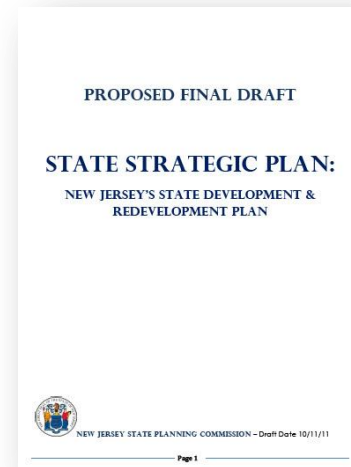 PROPOSED FINAL DRAFT
STATE STRATEGIC PLAN:
NEW JERSEY'S STATE DEVELOPMENT &
REDEVELOPMENT PLAN
NEW JERSEY STATE PLANNING COMMISSION – Draft Date 10/11/11
Page 1